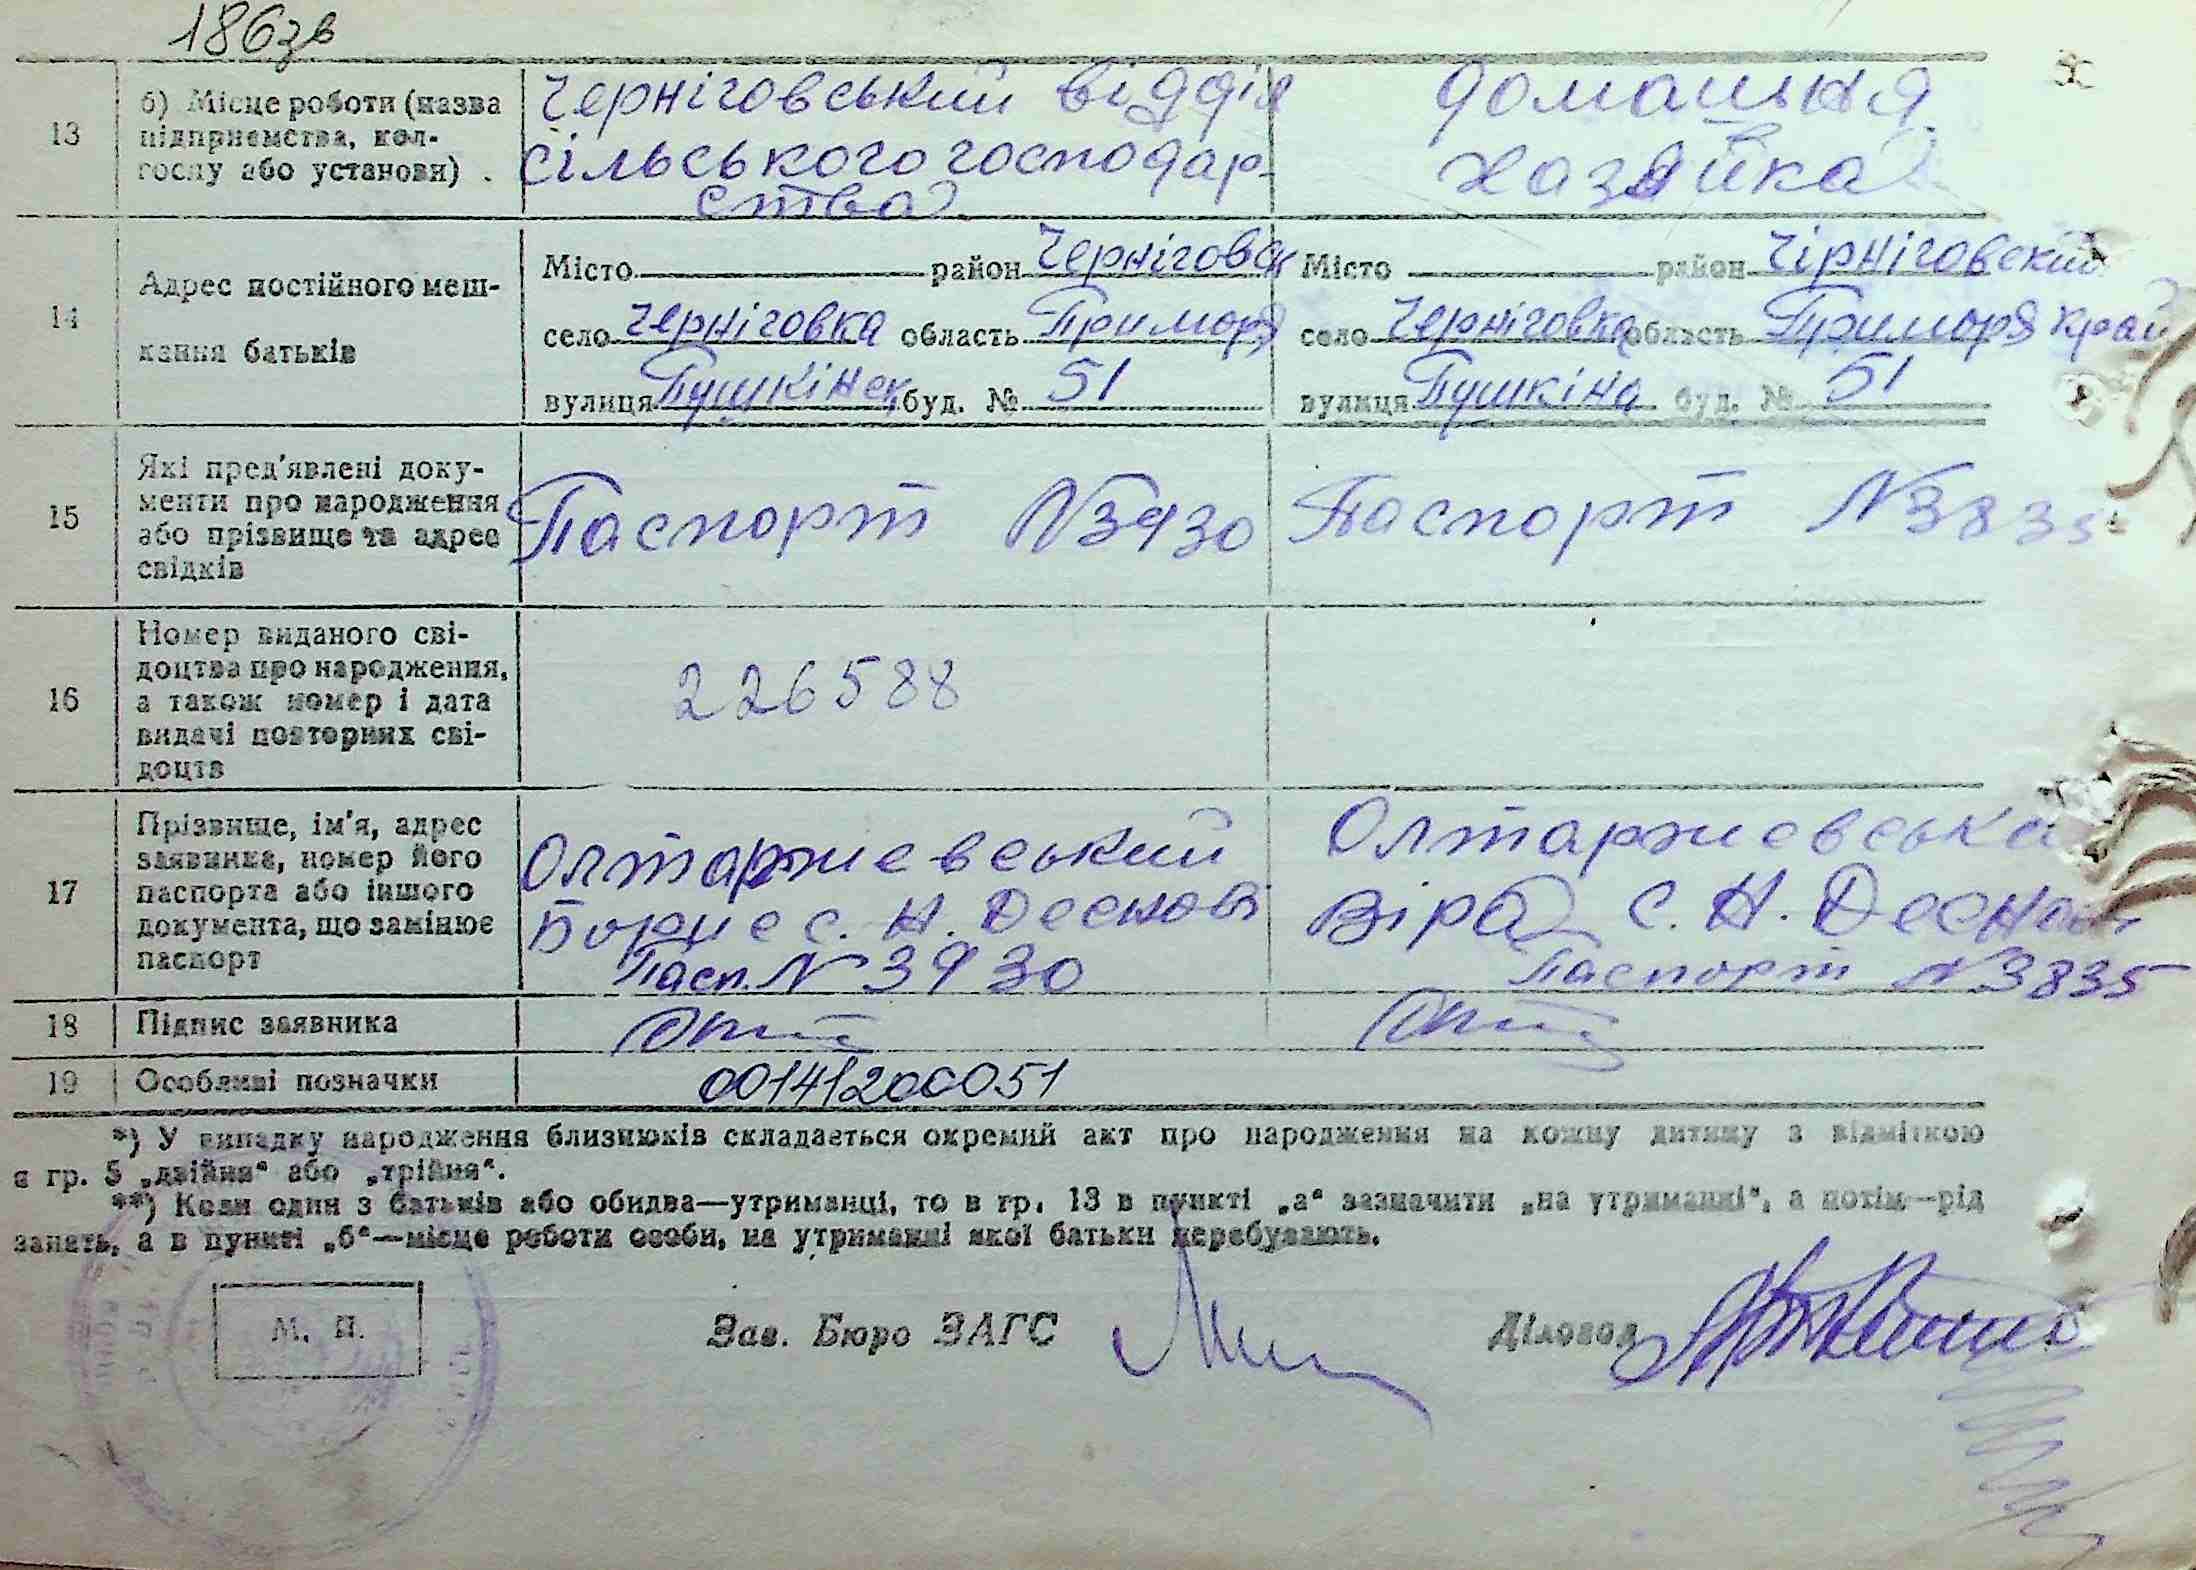 186зв
13 б) Місце роботи (назва підприємства, кол-госпу або установи) . Черніговський відділ сільського господар-ства домашня хазяйка
14 Адрес постійного меш-кання батьків
Місто район Черніговск Місто район Чірніговский
село Черніговка область Приморя село Черніговка область Приморя край
вулиця Пушкінск буд. № 51 вулиця Пушкіна буд. № 51
15 Які пред'явлені доку-менти про народження або прізвище та адрес свідків Паспорт №3930 Паспорт №3835
16 Номер виданого сві-доцтва про народження, а також номер і дата видачі повторних сві-доцтв 226588
17 Прізвище, ім'я, адрес заявника, номер його паспорта або іншого документа, що замінює паспорт
Олтаржевський Олтаржевська
Борис с. Н. Десна Віра с. Н. Десна
Пасп. № 3930 Паспорт №3835
18 Підпис заявника
19 Особливі позначки 00141200051
*) У випадку народження близнюків складається окремий акт про народження на кожну дитину з відміткою
в гр. 5 „двійня“ або „трійня“.
**) Коли один з батьків або обидва—утриманці, то в гр. 13 в пункті „а“ зазначити „на утриманні“, а потім—рід
занять, а в пункті „б“—місце роботи особи, на утриманні якої батьки перебувають.
М. П. Зав. Бюро ЗАГС Діловод